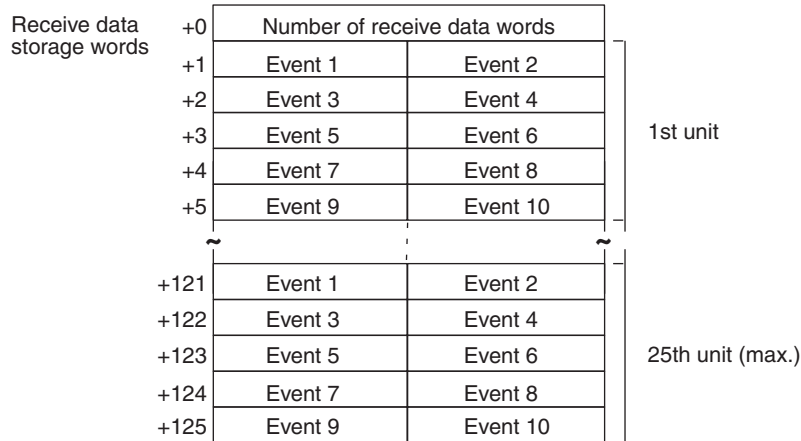 Receive data
storage words
+0 Number of receive data words
+1 Event 1 Event 2
+2 Event 3 Event 4
+3 Event 5 Event 6
1st unit
+4 Event 7 Event 8
+5 Event 9 Event 10
~ ~
+121 Event 1 Event 2
+122 Event 3 Event 4
+123 Event 5 Event 6
25th unit (max.)
+124 Event 7 Event 8
+125 Event 9 Event 10